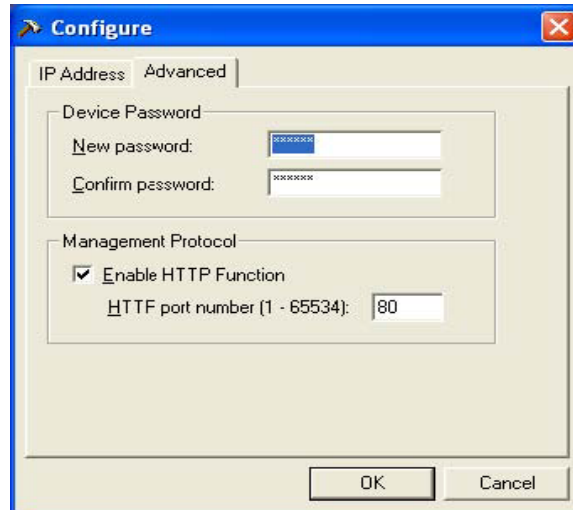 Configure
IP Address Advanced
Device Password
New password: ******
Confirm password: ******
Management Protocol
Enable HTTP Function
HTTP port number (1 - 65534): 80
OK Cancel